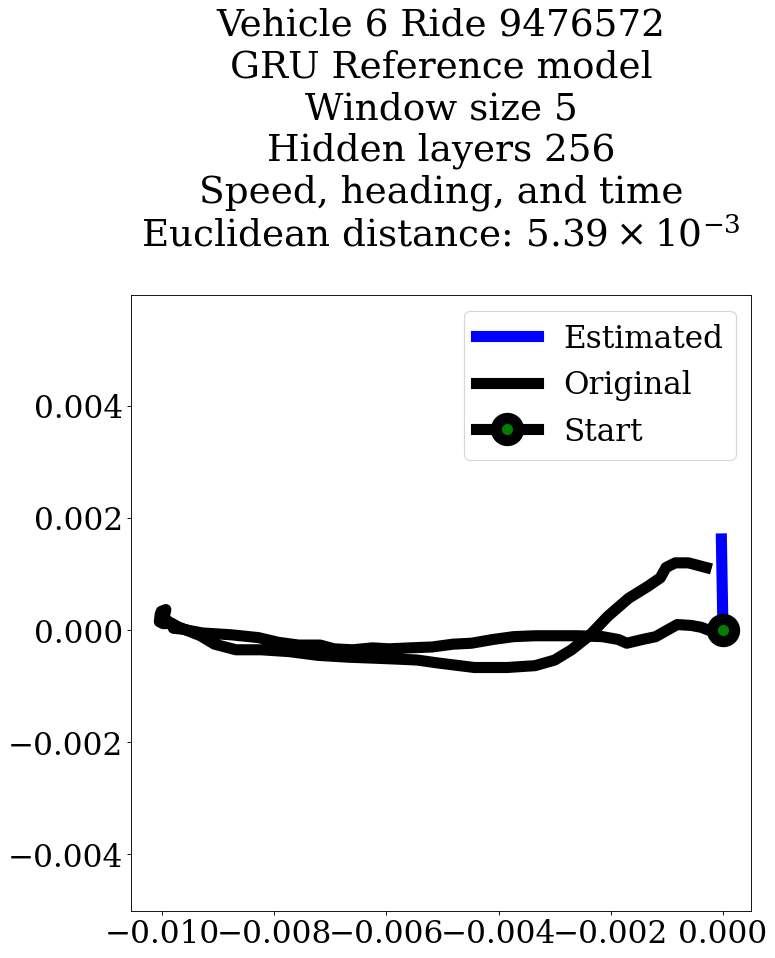 Vehicle 6 Ride 9476572
GRU Reference model
Window size 5
Hidden layers 256
Speed, heading, and time
Euclidean distance: 5.39 × 10⁻³
Estimated
Original
Start
0.004
0.002
0.000
−0.002
−0.004
−0.010 −0.008 −0.006 −0.004 −0.002 0.000